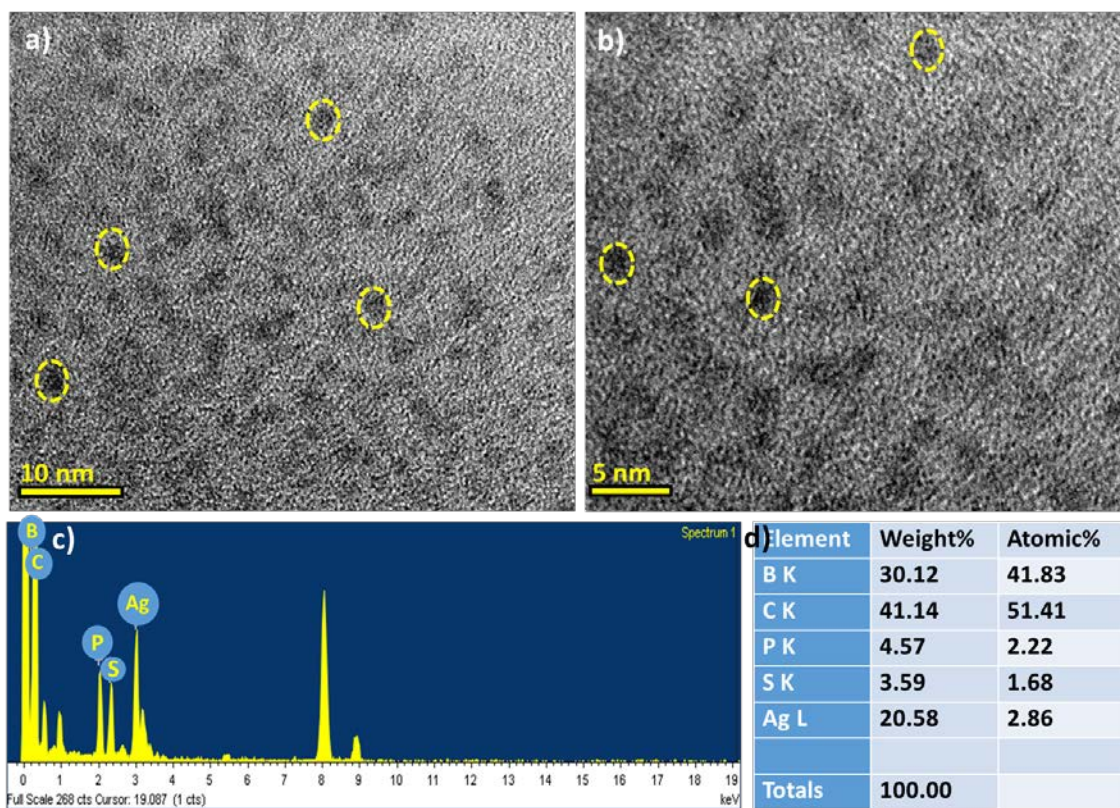 a)
b)
10 nm
5 nm
c)
Spectrum 1
B
C
P
S
Ag
0 1 2 3 4 5 6 7 8 9 10 11 12 13 14 15 16 17 18 19
Full Scale 268 cts Cursor: 19.087 (1 cts)
keV
d)
Element Weight% Atomic%
B K 30.12 41.83
C K 41.14 51.41
P K 4.57 2.22
S K 3.59 1.68
Ag L 20.58 2.86
Totals 100.00